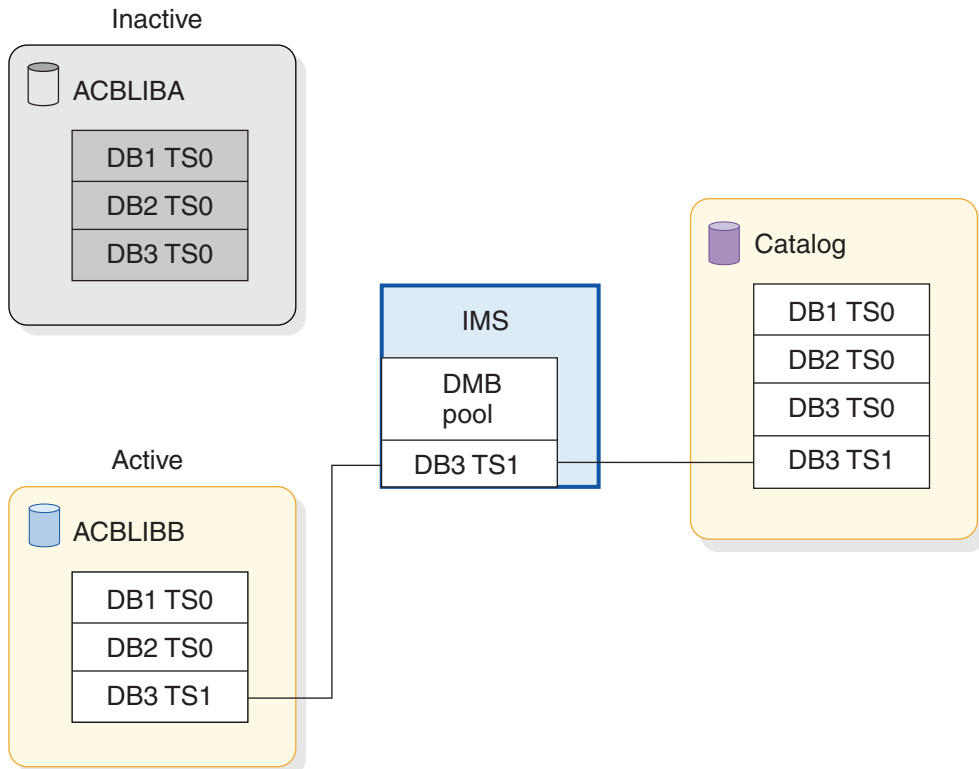 Inactive
ACBLIBA
DB1 TS0
DB2 TS0
DB3 TS0
Active
ACBLIBB
DB1 TS0
DB2 TS0
DB3 TS1
IMS
DMB
pool
DB3 TS1
Catalog
DB1 TS0
DB2 TS0
DB3 TS0
DB3 TS1